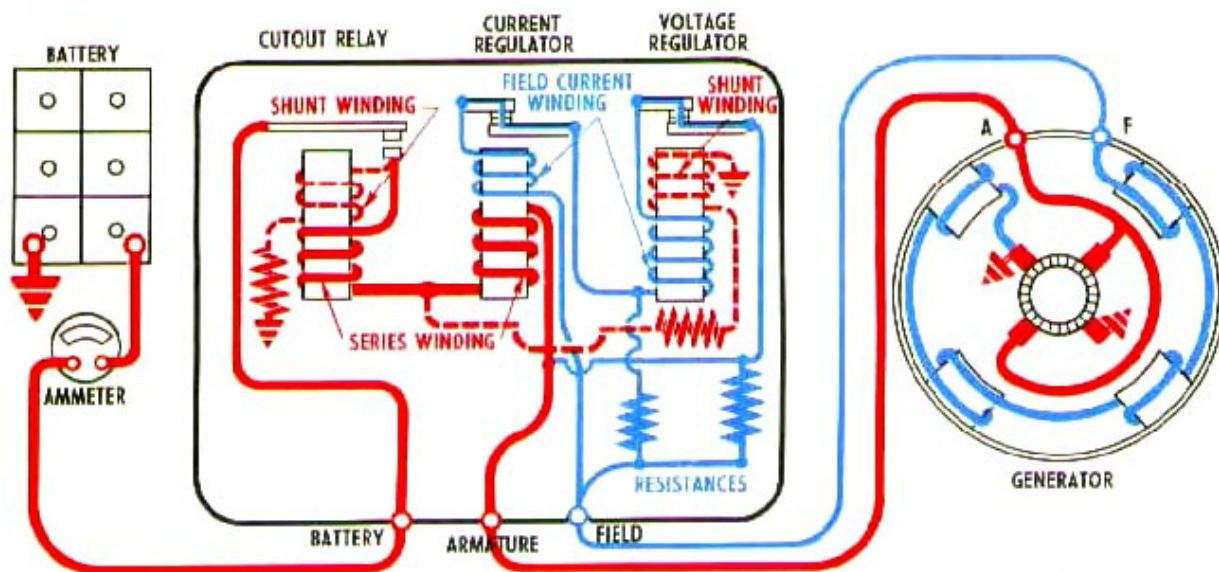 BATTERY
CUTOUT RELAY
CURRENT
REGULATOR
VOLTAGE
REGULATOR
SHUNT WINDING
FIELD CURRENT
WINDING
SHUNT
WINDING
A
F
SERIES WINDING
AMMETER
RESISTANCES
GENERATOR
BATTERY
ARMATURE
FIELD